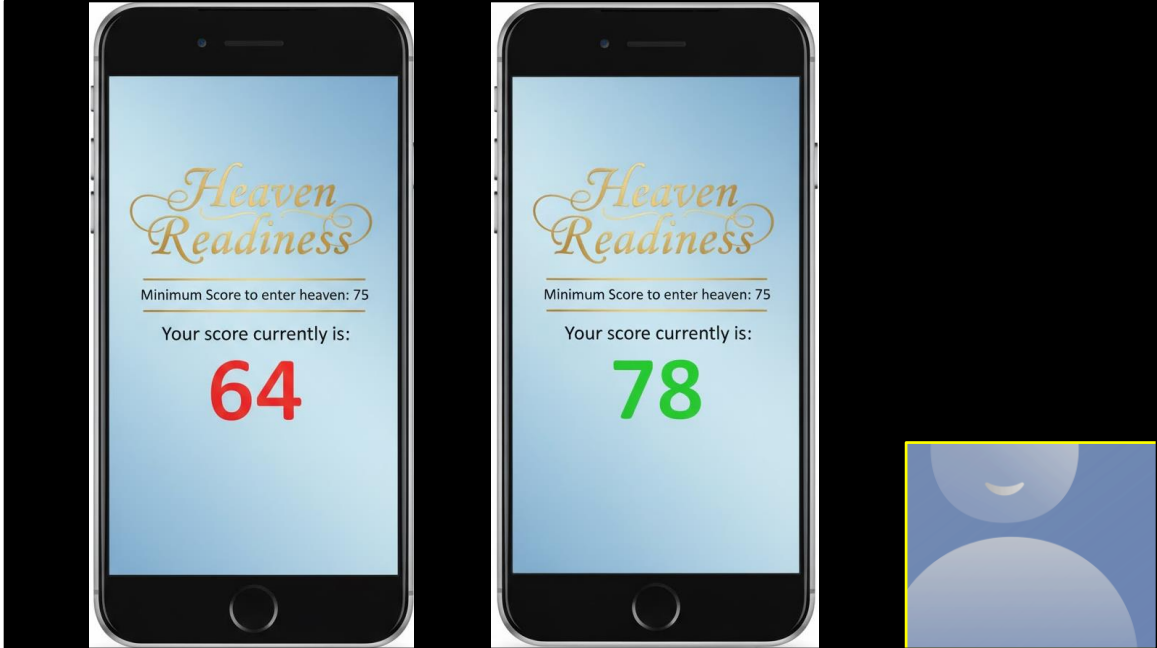 Heaven
Readiness
Minimum Score to enter heaven: 75
Your score currently is:
64
Heaven
Readiness
Minimum Score to enter heaven: 75
Your score currently is:
78